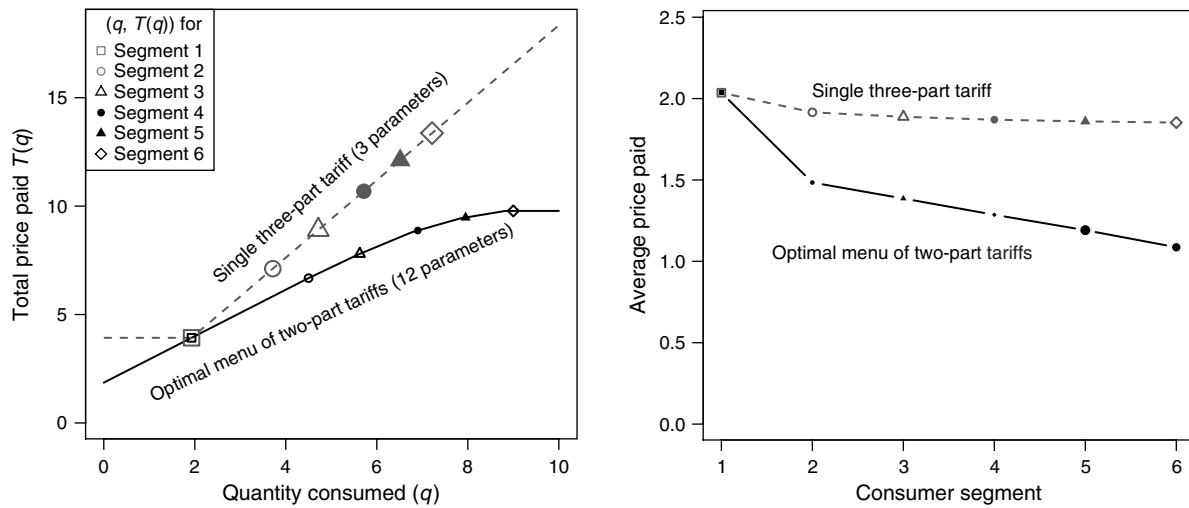 (q, T(q)) for
Segment 1
Segment 2
Segment 3
Segment 4
Segment 5
Segment 6
Total price paid T(q)
15
10
5
0
Single three-part tariff (3 parameters)
Optimal menu of two-part tariffs (12 parameters)
0 2 4 6 8 10
Quantity consumed (q)
Average price paid
2.5
2.0
1.5
1.0
0.5
0.0
Single three-part tariff
Optimal menu of two-part tariffs
1 2 3 4 5 6
Consumer segment